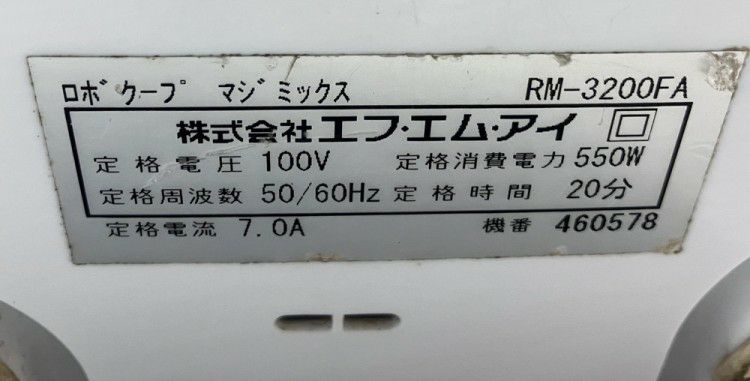 ロボクープ マジミックス RM-3200FA
株式会社エフ・エム・アイ
定格電圧 100V 定格消費電力 550W
定格周波数 50/60Hz 定格時間 20分
定格電流 7.0A 機番 460578